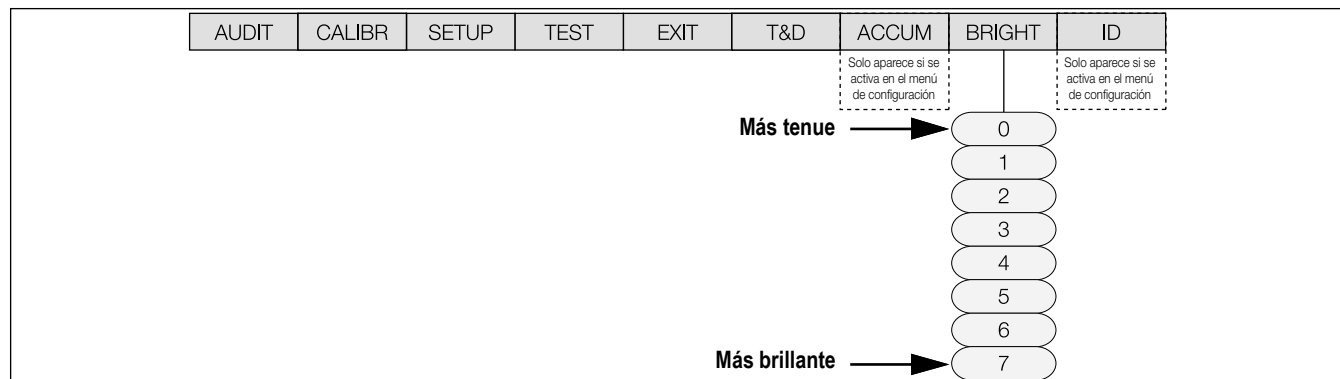 AUDIT CALIBR SETUP TEST EXIT T&D ACCUM BRIGHT ID
Solo aparece si se
activa en el menú
de configuración
Solo aparece si se
activa en el menú
de configuración
Más tenue
0
1
2
3
4
5
6
Más brillante
7